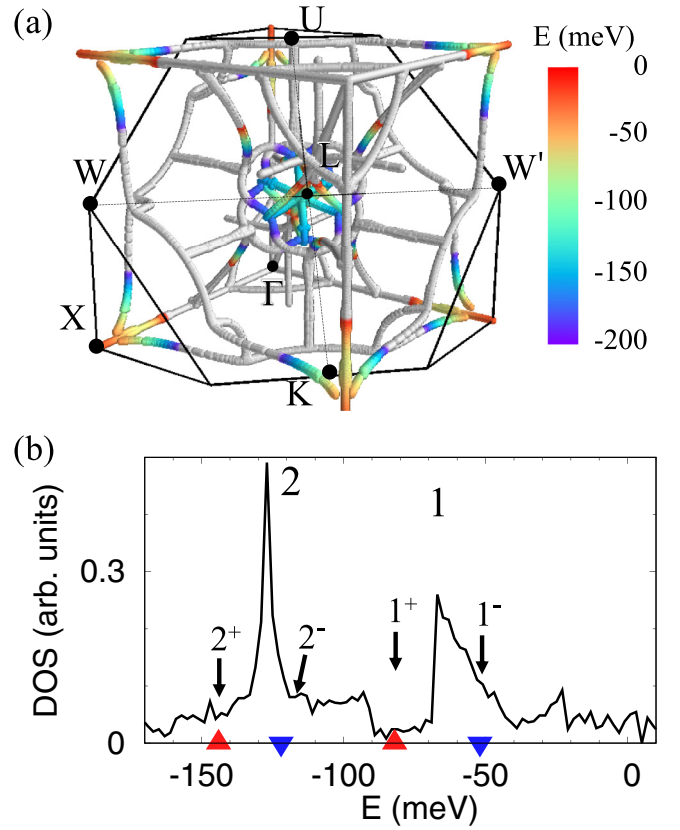 (a)
U
E (meV)
0
-50
-100
-150
-200
W
L
W'
Γ
X
K
(b)
DOS (arb. units)
0.3
0
2
1
2⁺
2⁻
1⁺
1⁻
-150
-100
-50
0
E (meV)